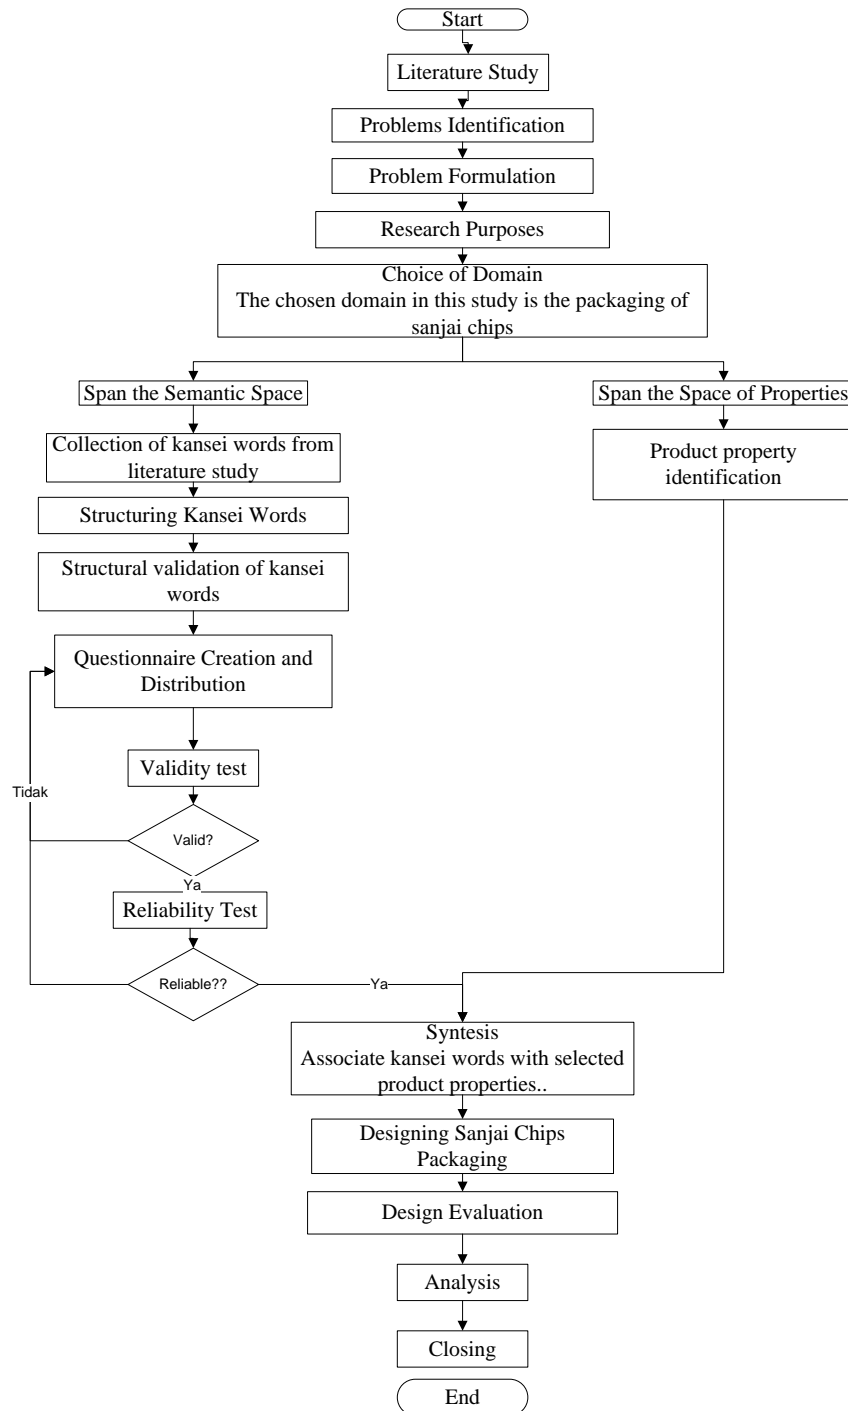 Start
Literature Study
Problems Identification
Problem Formulation
Research Purposes
Choice of Domain
The chosen domain in this study is the packaging of
sanjai chips
Span the Semantic Space
Span the Space of Properties
Collection of kansei words from
literature study
Product property
identification
Structuring Kansei Words
Structural validation of kansei
words
Questionnaire Creation and
Distribution
Validity test
Tidak
Valid?
Ya
Reliability Test
Reliable??
Ya
Syntesis
Associate kansei words with selected
product properties..
Designing Sanjai Chips
Packaging
Design Evaluation
Analysis
Closing
End